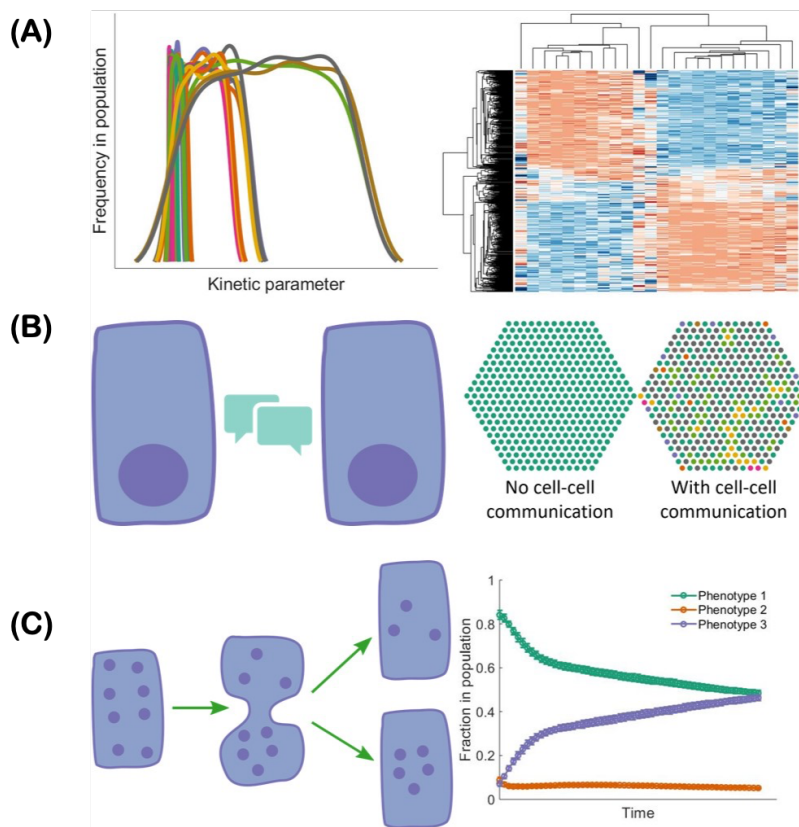 (A)
Frequency in population
Kinetic parameter
(B)
No cell-cell
communication
With cell-cell
communication
(C)
Fraction in population
1
0.8
0.6
0.4
0.2
0
Phenotype 1
Phenotype 2
Phenotype 3
Time